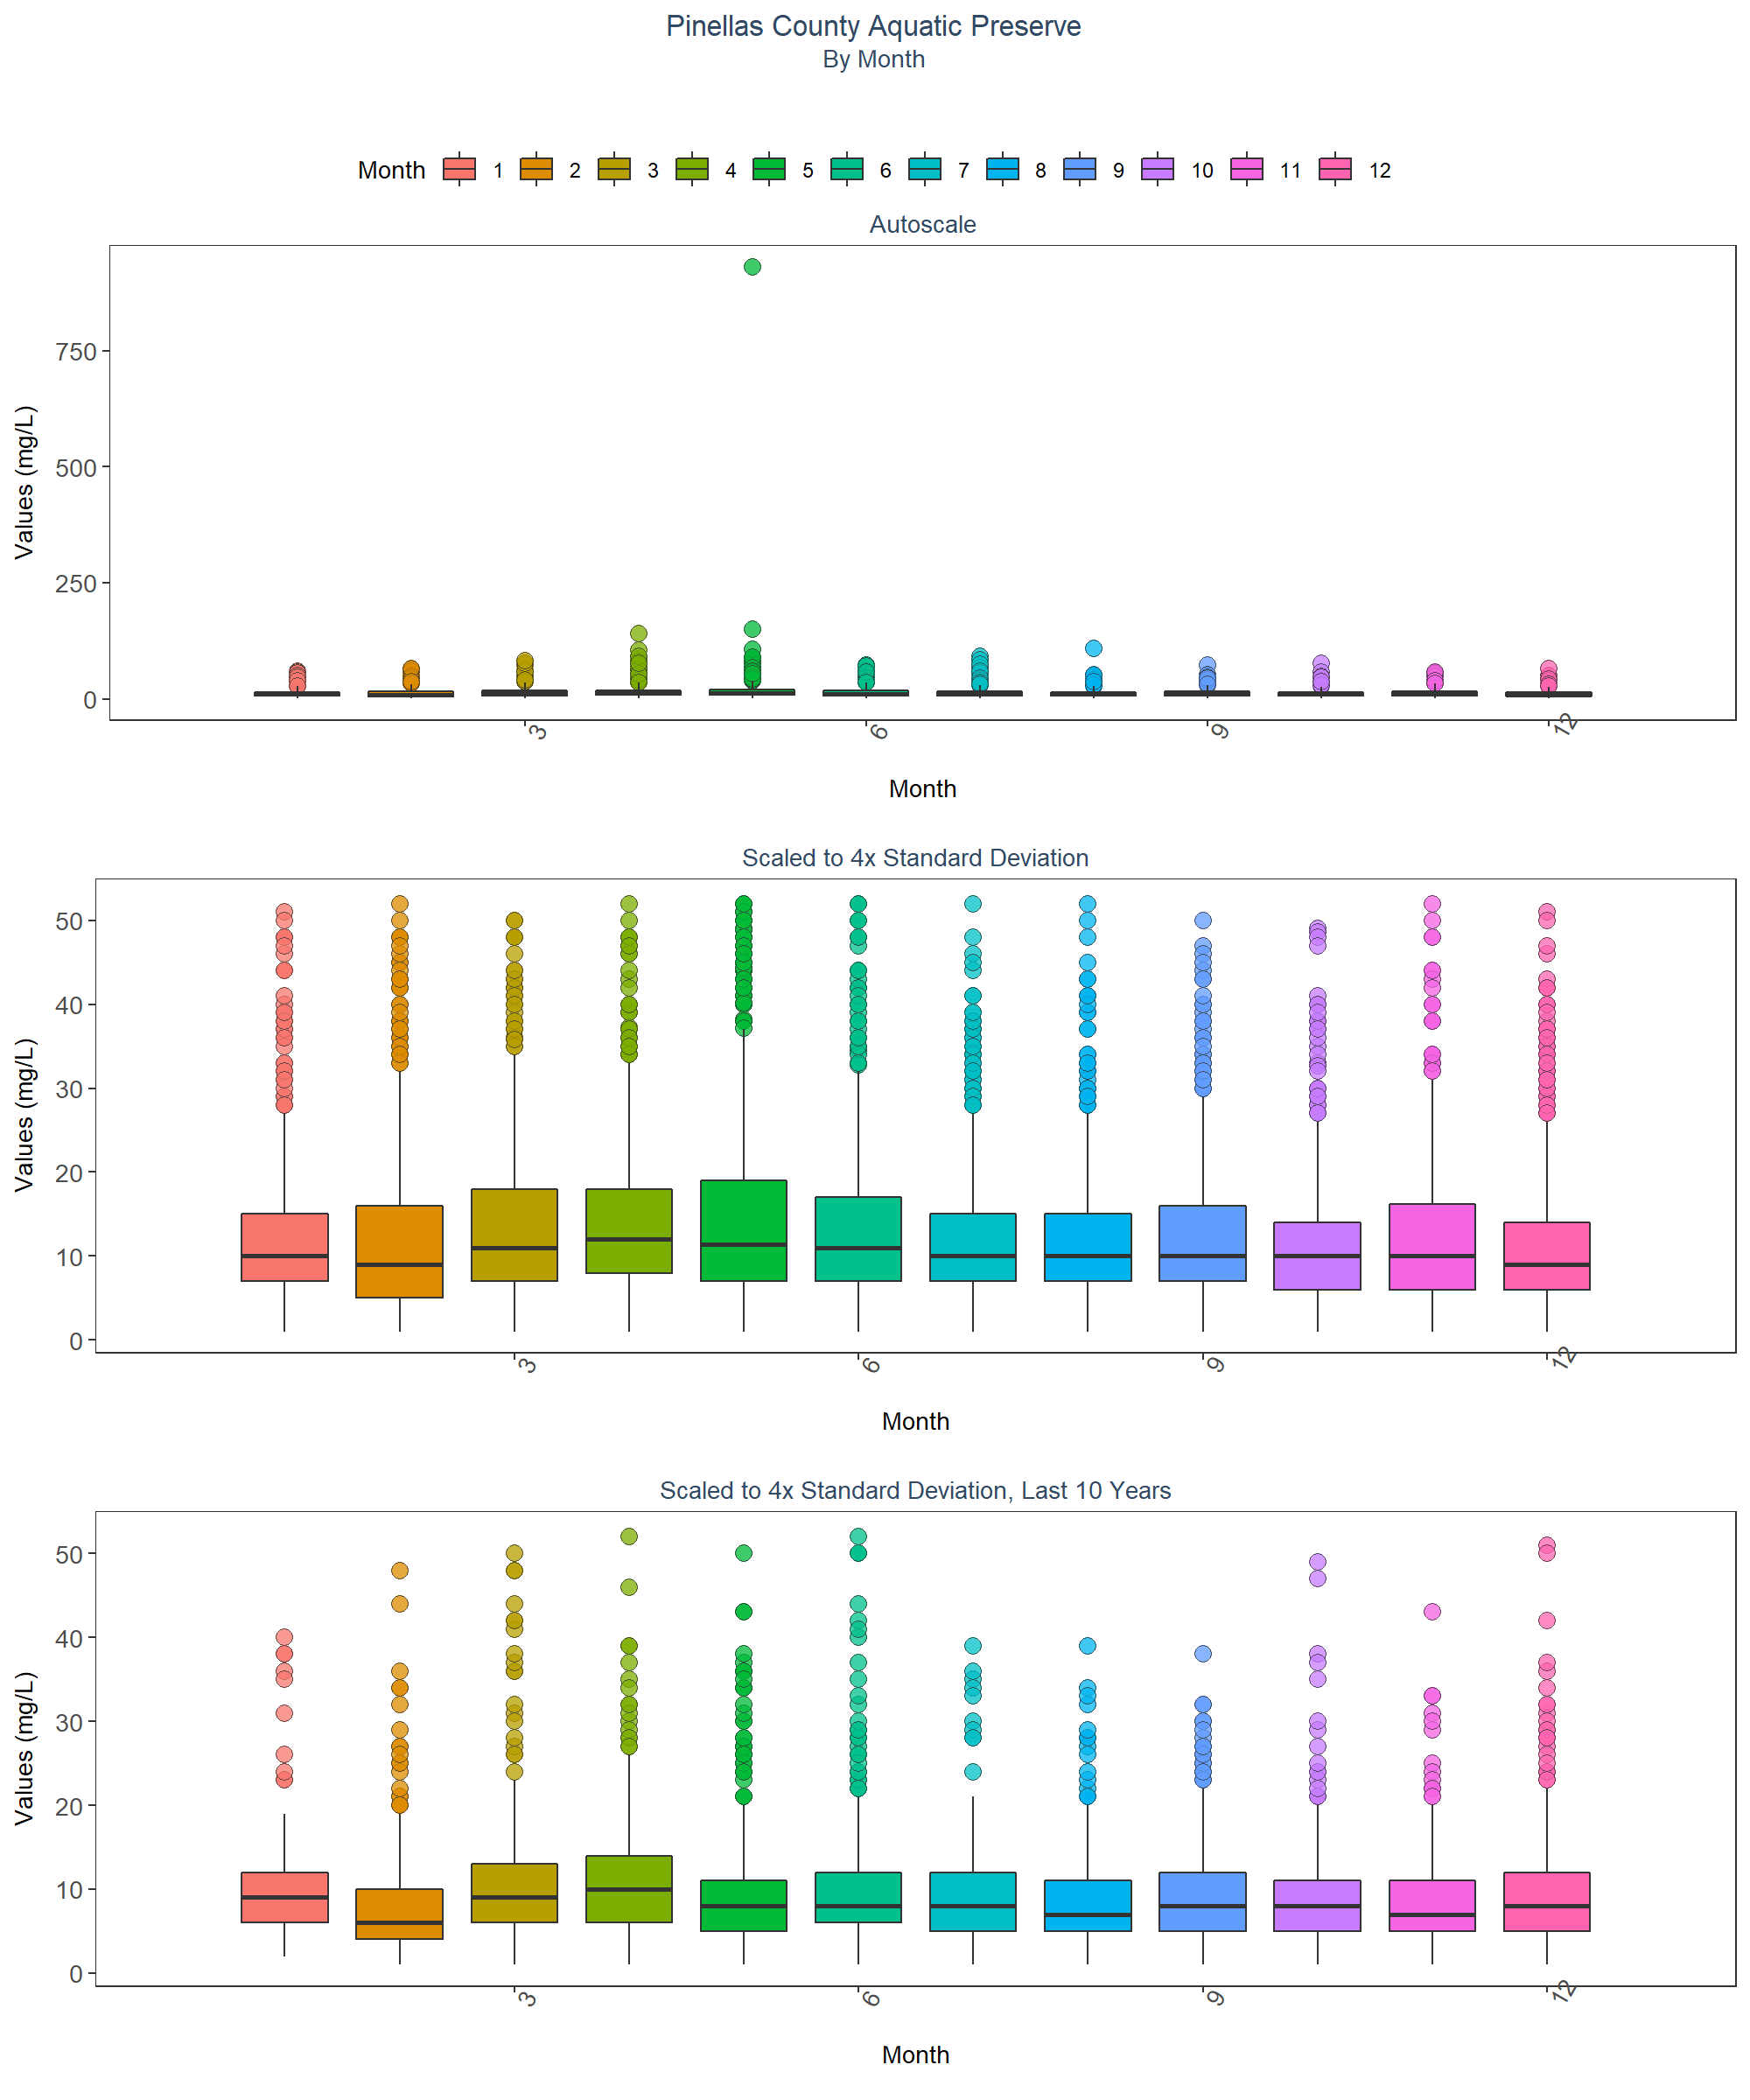 Pinellas County Aquatic Preserve
By Month
Month 1 2 3 4 5 6 7 8 9 10 11 12
Autoscale
Values (mg/L)
750
500
250
0
3 6 9 12
Month
Scaled to 4x Standard Deviation
Values (mg/L)
50
40
30
20
10
0
3 6 9 12
Month
Scaled to 4x Standard Deviation, Last 10 Years
Values (mg/L)
50
40
30
20
10
0
3 6 9 12
Month